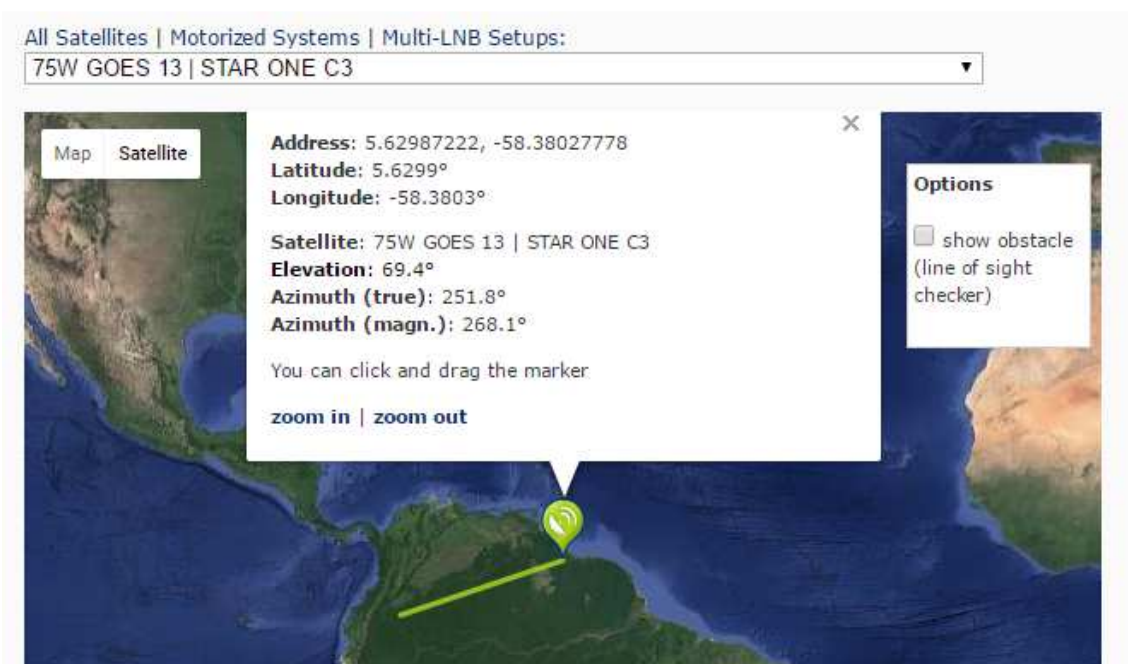 All Satellites | Motorized Systems | Multi-LNB Setups:
75W GOES 13 | STAR ONE C3
Map Satellite
Address: 5.62987222, -58.38027778
Latitude: 5.6299°
Longitude: -58.3803°
Satellite: 75W GOES 13 | STAR ONE C3
Elevation: 69.4°
Azimuth (true): 251.8°
Azimuth (magn.): 268.1°
You can click and drag the marker
zoom in | zoom out
Options
show obstacle
(line of sight
checker)